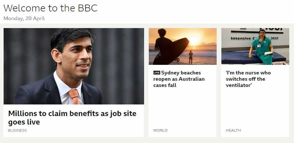 Welcome to the BBC
Monday, 20 April
Millions to claim benefits as job site
goes live
BUSINESS
Sydney beaches
reopen as Australian
cases fall
WORLD
'I'm the nurse who
switches off the
ventilator'
HEALTH